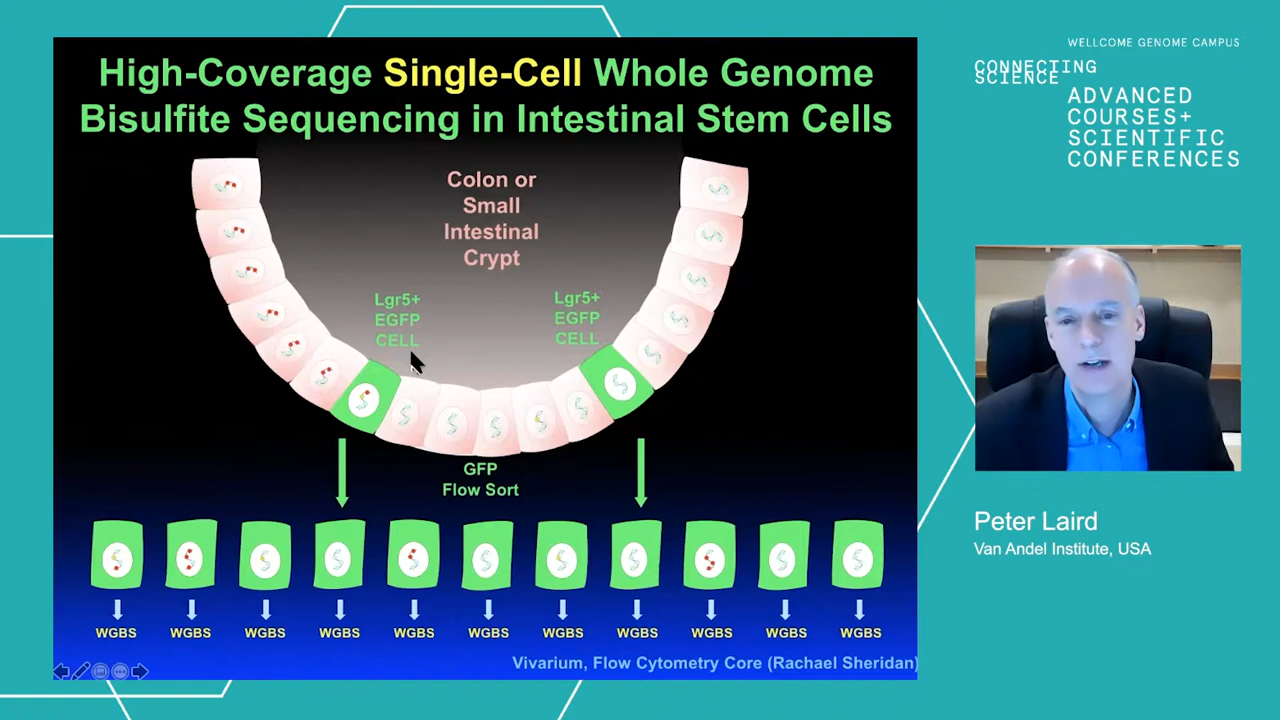 High-Coverage Single-Cell Whole Genome
Bisulfite Sequencing in Intestinal Stem Cells
Colon or
Small
Intestinal
Crypt
Lgr5+
EGFP
CELL
Lgr5+
EGFP
CELL
GFP
Flow Sort
WGBS WGBS WGBS WGBS WGBS WGBS WGBS WGBS WGBS WGBS WGBS
Vivarium, Flow Cytometry Core (Rachael Sheridan)
WELLCOME GENOME CAMPUS
CONNECTING
SCIENCE
ADVANCED
COURSES+
SCIENTIFIC
CONFERENCES
Peter Laird
Van Andel Institute, USA